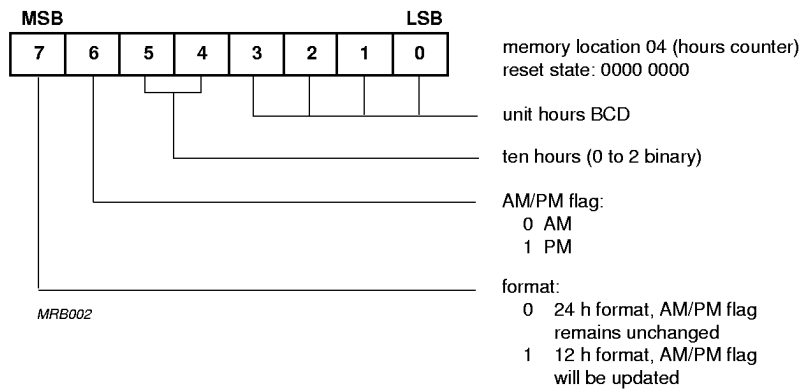 MSB LSB
7 6 5 4 3 2 1 0
memory location 04 (hours counter)
reset state: 0000 0000
unit hours BCD
ten hours (0 to 2 binary)
AM/PM flag:
0 AM
1 PM
format:
0 24 h format, AM/PM flag
remains unchanged
1 12 h format, AM/PM flag
will be updated
MRB002